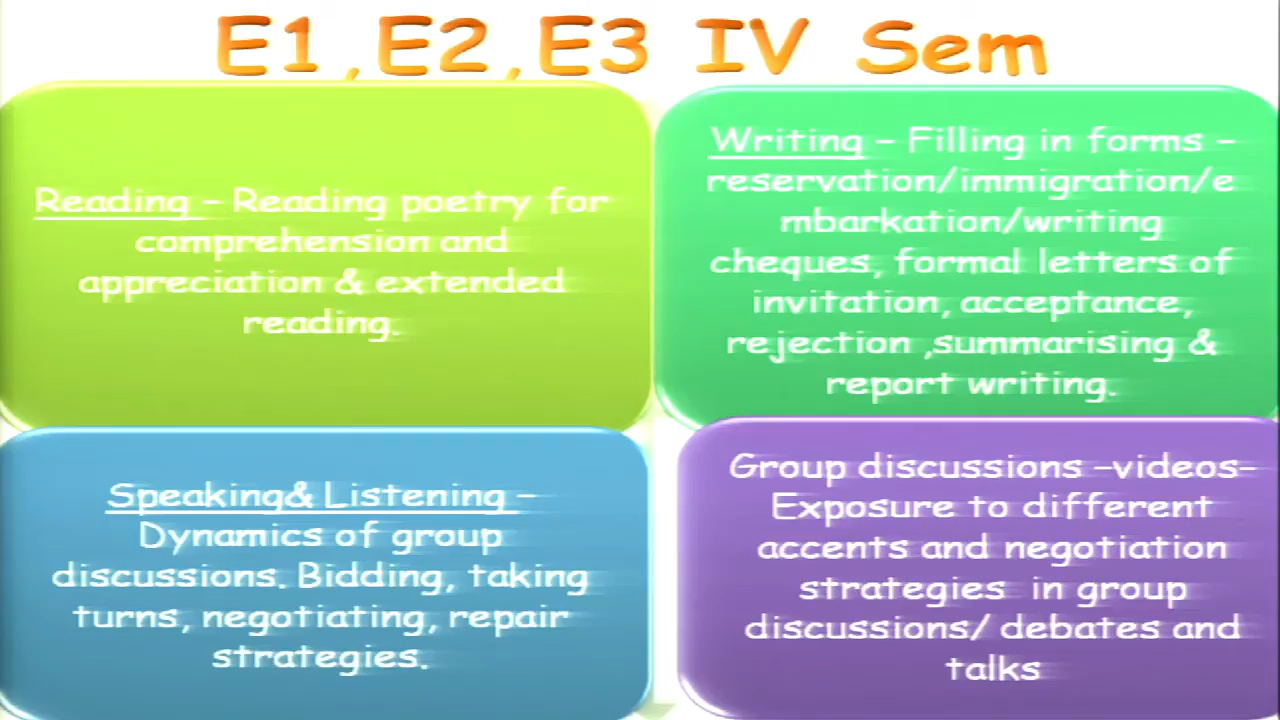 E1,E2,E3 IV Sem
Reading – Reading poetry for
comprehension and
appreciation & extended
reading.
Writing – Filling in forms –
reservation/immigration/e
mbarkation/writing
cheques, formal letters of
invitation, acceptance,
rejection ,summarising &
report writing.
Speaking& Listening –
Dynamics of group
discussions. Bidding, taking
turns, negotiating, repair
strategies.
Group discussions –videos–
Exposure to different
accents and negotiation
strategies in group
discussions/ debates and
talks